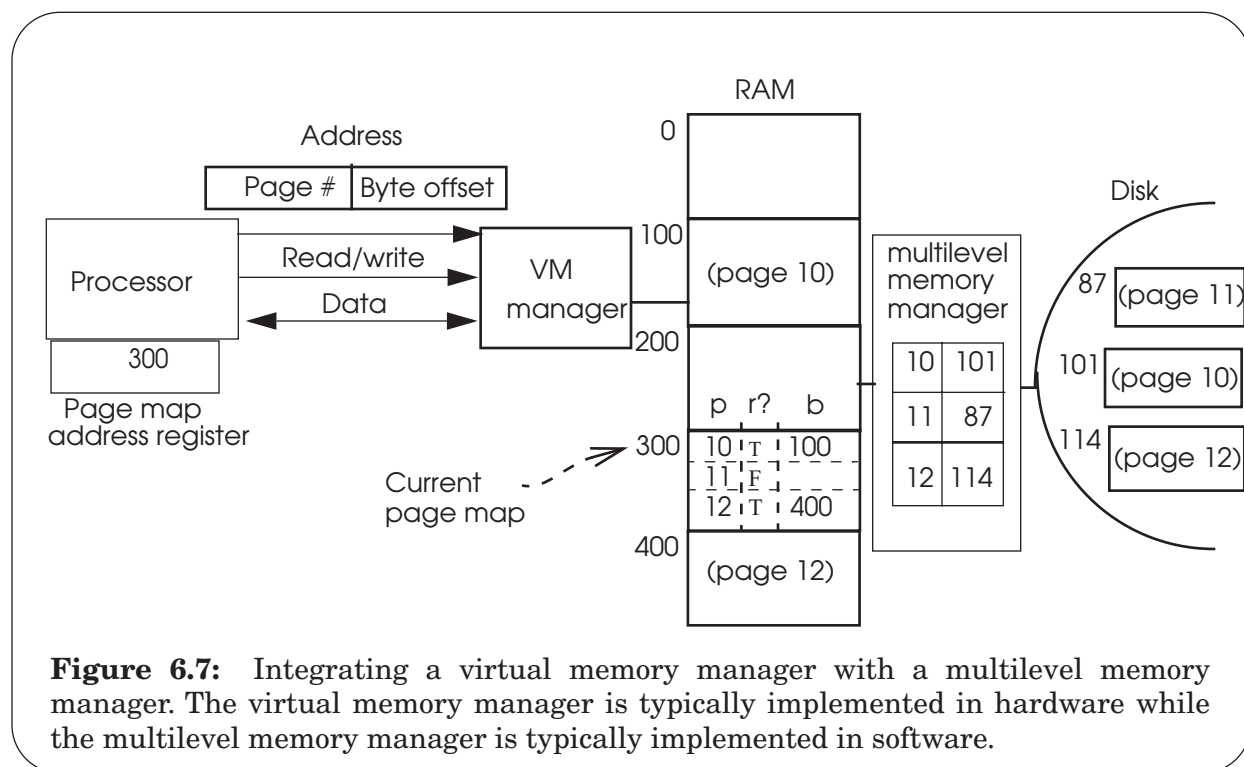 RAM
0
Address
Page # Byte offset
Disk
100
Read/write
Processor
VM
manager
(page 10)
multilevel
memory
manager
87 (page 11)
Data
200
300
10 101
101 (page 10)
Page map
address register
p r? b
11 87
114 (page 12)
300
10 T 100
11 F
12 T 400
12 114
Current
page map
400
(page 12)
Figure 6.7: Integrating a virtual memory manager with a multilevel memory
manager. The virtual memory manager is typically implemented in hardware while
the multilevel memory manager is typically implemented in software.